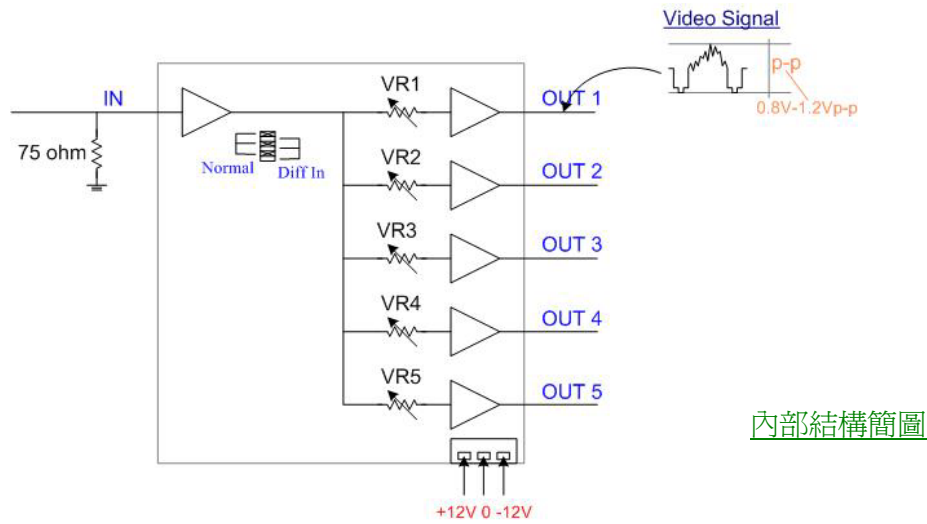 Video Signal
p-p
0.8V-1.2Vp-p
IN
75 ohm
Normal
Diff In
VR1
OUT 1
VR2
OUT 2
VR3
OUT 3
VR4
OUT 4
VR5
OUT 5
內部結構簡圖
+12V 0 -12V